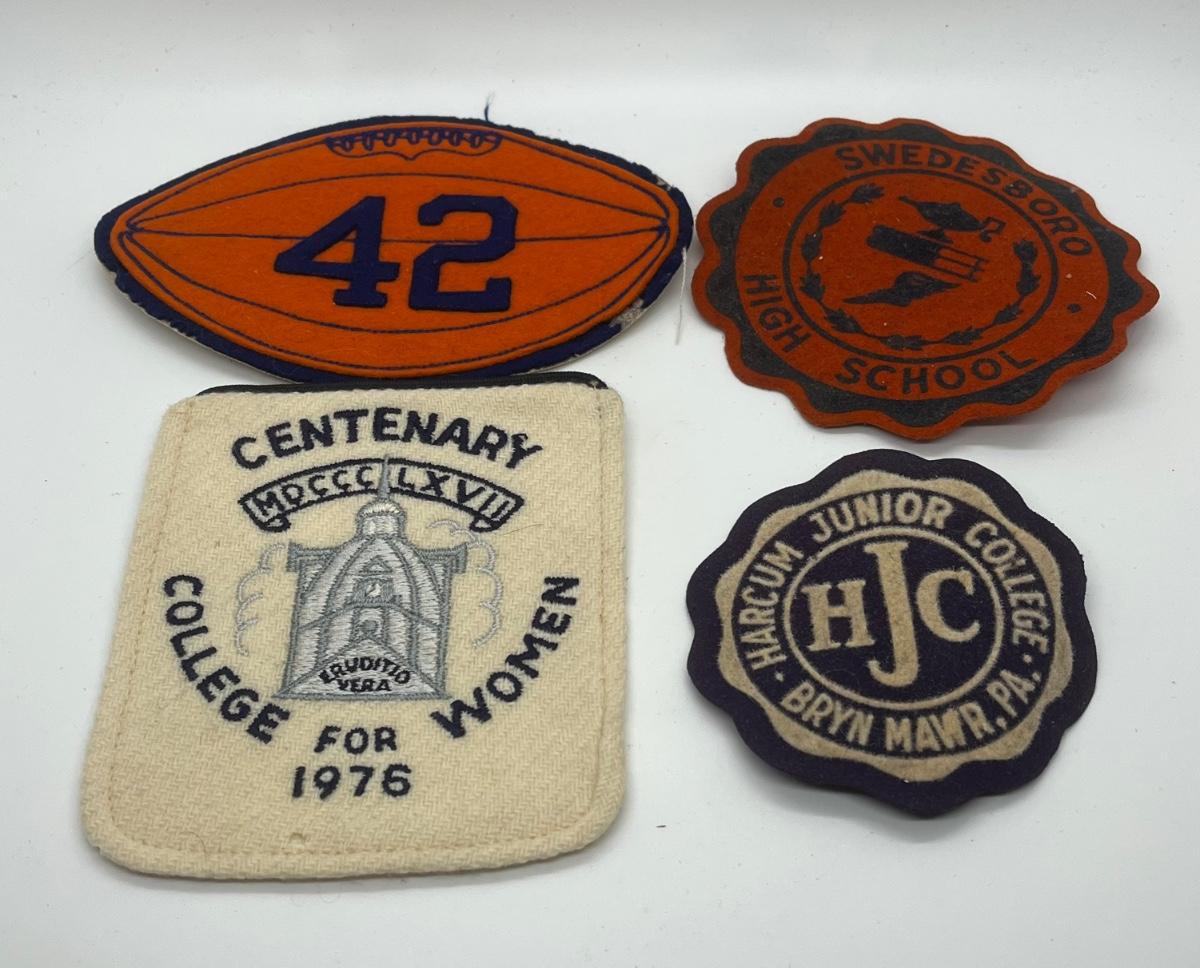 42
SWEDESBORO
HIGH SCHOOL
CENTENARY
MDCCCLXVII
ERUDITIO
VERA
COLLEGE FOR WOMEN
1976
HARCUM JUNIOR COLLEGE
HJC
• BRYN MAWR. PA. •